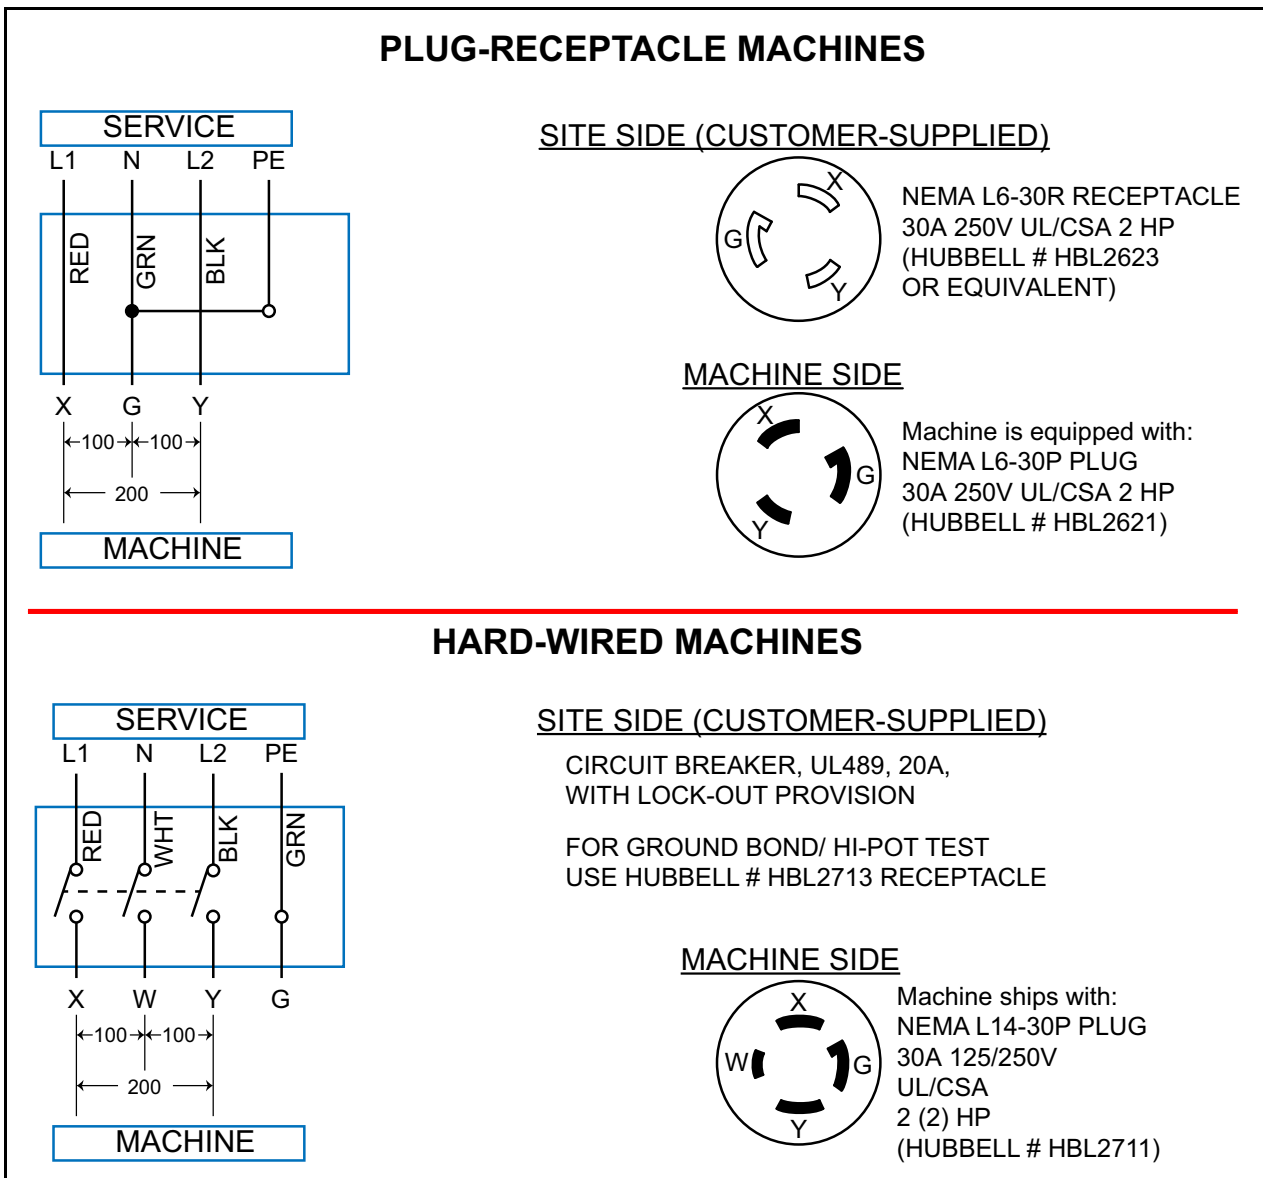 PLUG-RECEPTACLE MACHINES
SERVICE
L1 N L2 PE
RED GRN BLK
X G Y
100 100
200
MACHINE
SITE SIDE (CUSTOMER-SUPPLIED)
X
G
Y
NEMA L6-30R RECEPTACLE
30A 250V UL/CSA 2 HP
(HUBBELL # HBL2623
OR EQUIVALENT)
MACHINE SIDE
X
G
Y
Machine is equipped with:
NEMA L6-30P PLUG
30A 250V UL/CSA 2 HP
(HUBBELL # HBL2621)
HARD-WIRED MACHINES
SERVICE
L1 N L2 PE
RED WHT BLK GRN
X W Y G
100 100
200
MACHINE
SITE SIDE (CUSTOMER-SUPPLIED)
CIRCUIT BREAKER, UL489, 20A,
WITH LOCK-OUT PROVISION
FOR GROUND BOND/ HI-POT TEST
USE HUBBELL # HBL2713 RECEPTACLE
MACHINE SIDE
X
W G
Y
Machine ships with:
NEMA L14-30P PLUG
30A 125/250V
UL/CSA
2 (2) HP
(HUBBELL # HBL2711)